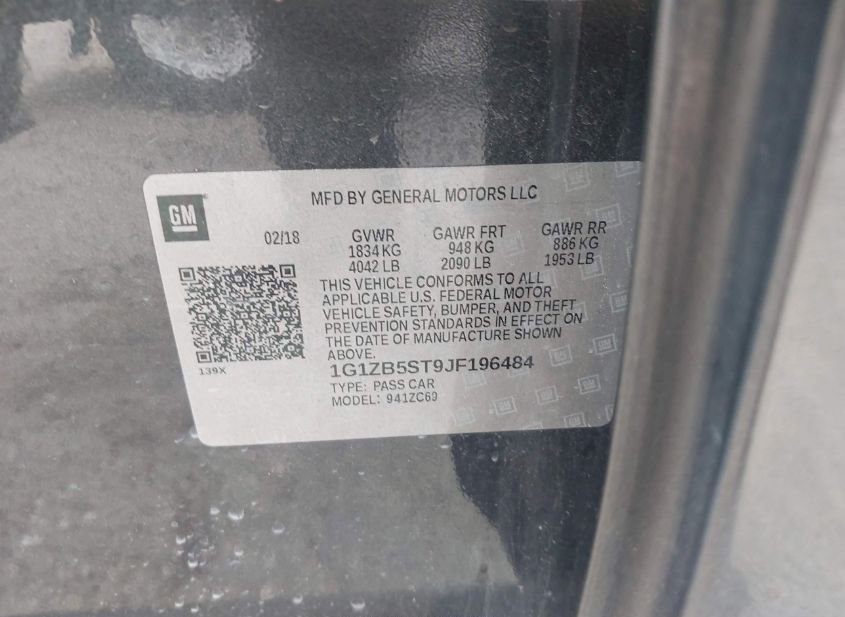 MFD BY GENERAL MOTORS LLC
GM
02/18 GVWR GAWR FRT GAWR RR
1834 KG 948 KG 886 KG
4042 LB 2090 LB 1953 LB
THIS VEHICLE CONFORMS TO ALL
APPLICABLE U.S. FEDERAL MOTOR
VEHICLE SAFETY, BUMPER, AND THEFT
PREVENTION STANDARDS IN EFFECT ON
THE DATE OF MANUFACTURE SHOWN
ABOVE.
139X
1G1ZB5ST9JF196484
TYPE: PASS CAR
MODEL: 941ZC69